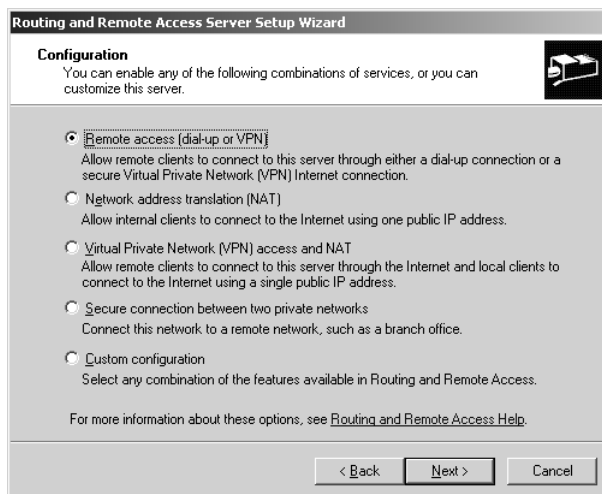 Routing and Remote Access Server Setup Wizard
Configuration
You can enable any of the following combinations of services, or you can
customize this server.
Remote access (dial-up or VPN)
Allow remote clients to connect to this server through either a dial-up connection or a
secure Virtual Private Network (VPN) Internet connection.
Network address translation (NAT)
Allow internal clients to connect to the Internet using one public IP address.
Virtual Private Network (VPN) access and NAT
Allow remote clients to connect to this server through the Internet and local clients to
connect to the Internet using a single public IP address.
Secure connection between two private networks
Connect this network to a remote network, such as a branch office.
Custom configuration
Select any combination of the features available in Routing and Remote Access.
For more information about these options, see Routing and Remote Access Help.
< Back Next > Cancel